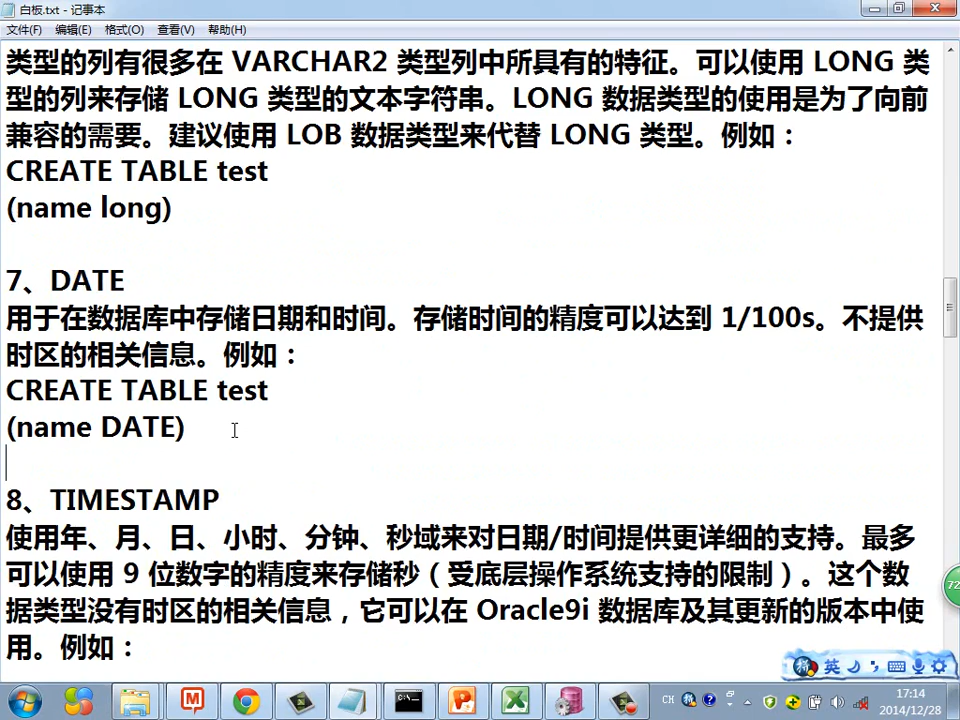 白板.txt - 记事本
文件(F) 编辑(E) 格式(O) 查看(V) 帮助(H)
类型的列有很多在 VARCHAR2 类型列中所具有的特征。可以使用 LONG 类
型的列来存储 LONG 类型的文本字符串。LONG 数据类型的使用是为了向前
兼容的需要。建议使用 LOB 数据类型来代替 LONG 类型。例如：
CREATE TABLE test
(name long)
7、DATE
用于在数据库中存储日期和时间。存储时间的精度可以达到 1/100s。不提供
时区的相关信息。例如：
CREATE TABLE test
(name DATE)
8、TIMESTAMP
使用年、月、日、小时、分钟、秒域来对日期/时间提供更详细的支持。最多
可以使用 9 位数字的精度来存储秒（受底层操作系统支持的限制）。这个数
据类型没有时区的相关信息，它可以在 Oracle9i 数据库及其更新的版本中使
用。例如：
72
英
CH
17:14
2014/12/28